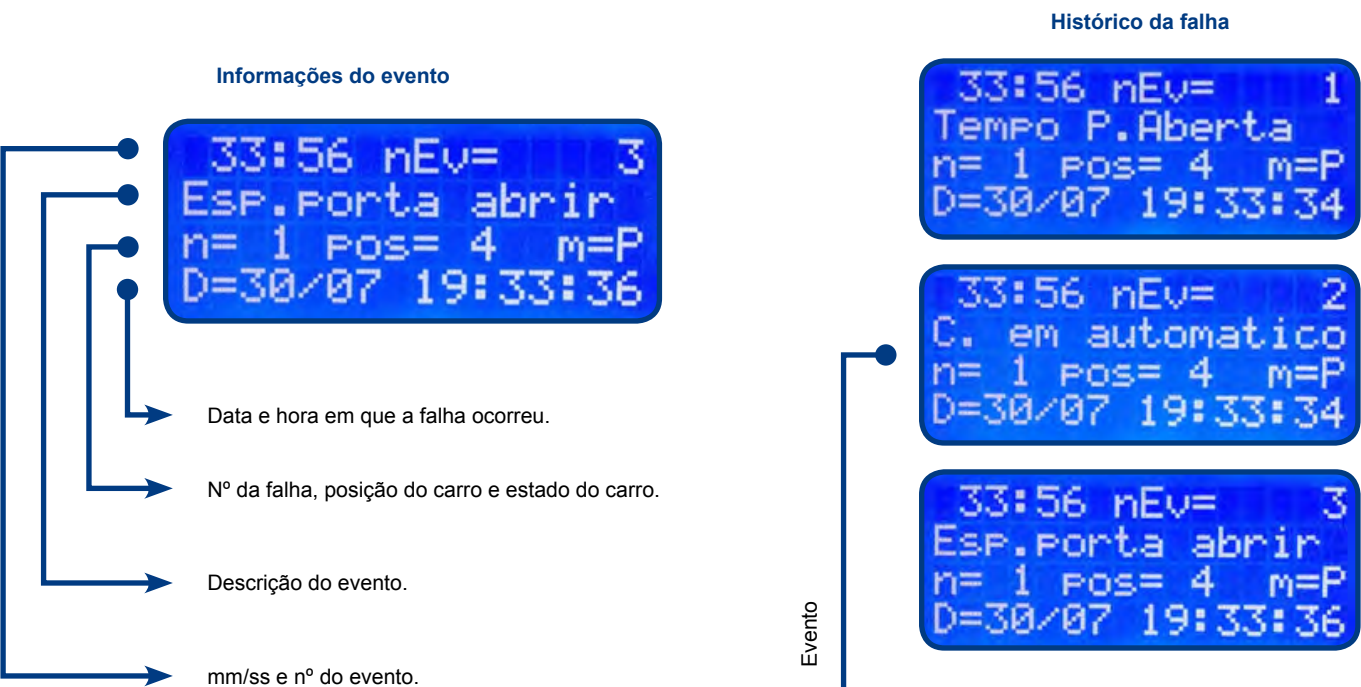 Informações do evento
33:56 nEv= 3
Esp.porta abrir
n= 1 pos= 4 m=P
D=30/07 19:33:36
Data e hora em que a falha ocorreu.
Nº da falha, posição do carro e estado do carro.
Descrição do evento.
mm/ss e nº do evento.
Histórico da falha
33:56 nEv= 1
Tempo P.Aberta
n= 1 pos= 4 m=P
D=30/07 19:33:34
33:56 nEv= 2
C. em automatico
n= 1 pos= 4 m=P
D=30/07 19:33:34
33:56 nEv= 3
Esp.porta abrir
n= 1 pos= 4 m=P
D=30/07 19:33:36
Evento